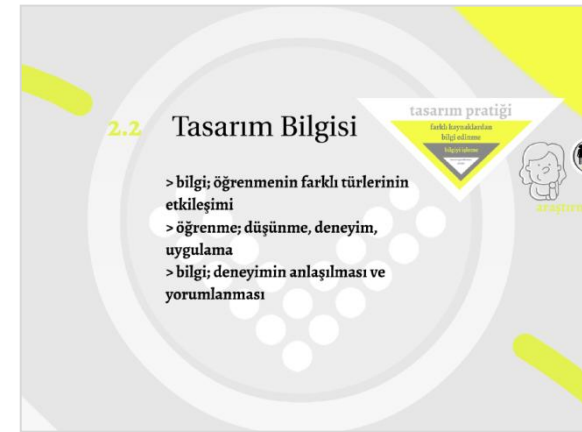 2.2 Tasarım Bilgisi
> bilgi; öğrenmenin farklı türlerinin
etkileşimi
> öğrenme; düşünme, deneyim,
uygulama
> bilgi; deneyimin anlaşılması ve
yorumlanması
tasarım pratiği
farklı kaynaklardan
bilgi edinme
bilgiyi işleme